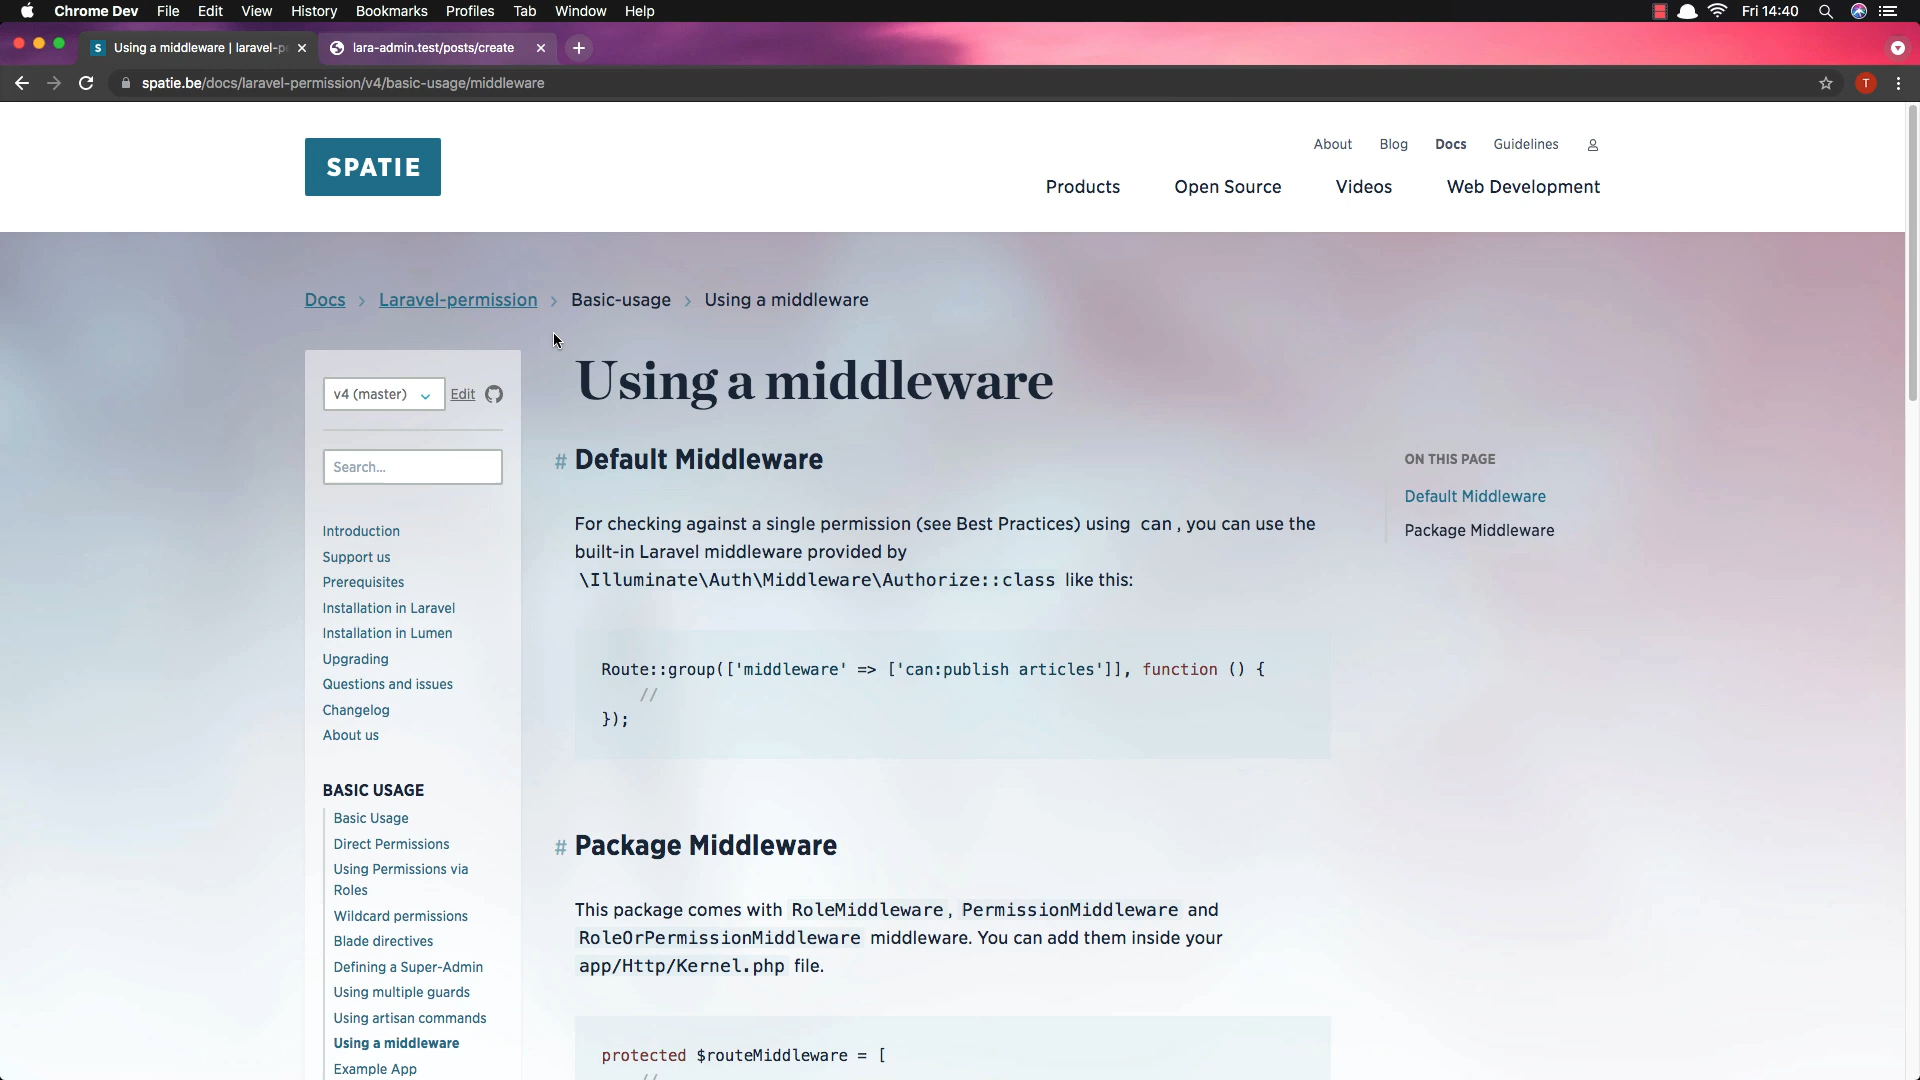 Chrome Dev File Edit View History Bookmarks Profiles Tab Window Help
Fri 14:40
S Using a middleware | laravel-p
lara-admin.test/posts/create
spatie.be/docs/laravel-permission/v4/basic-usage/middleware
T
SPATIE
About Blog Docs Guidelines
Products Open Source Videos Web Development
Docs > Laravel-permission > Basic-usage > Using a middleware
v4 (master)
Edit
Search...
Introduction
Support us
Prerequisites
Installation in Laravel
Installation in Lumen
Upgrading
Questions and issues
Changelog
About us
BASIC USAGE
Basic Usage
Direct Permissions
Using Permissions via
Roles
Wildcard permissions
Blade directives
Defining a Super-Admin
Using multiple guards
Using artisan commands
Using a middleware
Example App
Using a middleware
# Default Middleware
For checking against a single permission (see Best Practices) using can, you can use the
built-in Laravel middleware provided by
\Illuminate\Auth\Middleware\Authorize::class like this:
Route::group(['middleware' => ['can:publish articles']], function () {
//
});
# Package Middleware
This package comes with RoleMiddleware, PermissionMiddleware and
RoleOrPermissionMiddleware middleware. You can add them inside your
app/Http/Kernel.php file.
protected $routeMiddleware = [
//
ON THIS PAGE
Default Middleware
Package Middleware